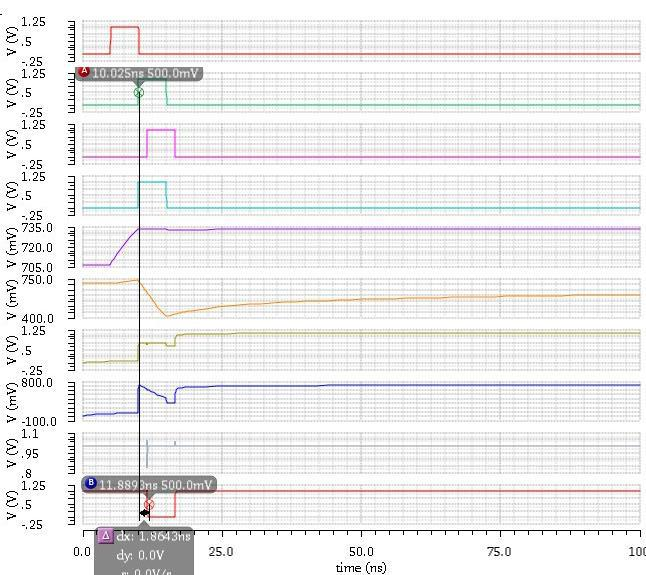 1.25
V (V)
.5
-.25
A 10.025ns 500.0mV
1.25
V (V)
.5
-.25
1.25
V (V)
.5
-.25
1.25
V (V)
.5
-.25
735.0
V (mV)
720.0
705.0
750.0
V (mV)
400.0
1.25
V (V)
.5
-.25
800.0
V (mV)
-100.0
1.1
V (V)
.95
.8
B 11.8893ns 500.0mV
1.25
V (V)
.5
-.25
Δ dx: 1.8643ns
dy: 0.0V
0.0 25.0 50.0 75.0 100
time (ns)